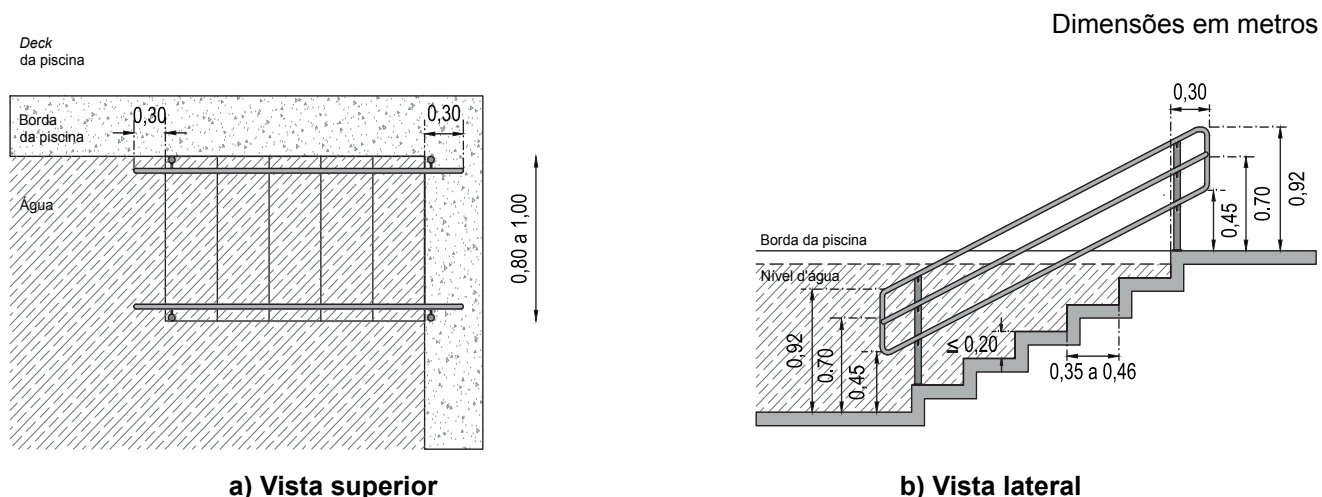 Dimensões em metros
Deck
da piscina
Borda
da piscina
0,30
0,30
Água
0,80 a 1,00
a) Vista superior
0,30
0,92
0.70
0,45
Borda da piscina
Nível d'água
0,92
0.70
0,45
≤ 0,20
0,35 a 0,46
b) Vista lateral